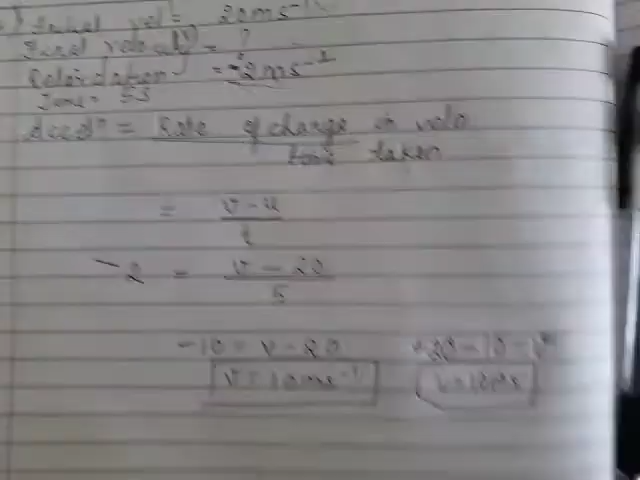 Initial vel = 20ms⁻¹
Final velocity = ?
Retardation = -2ms⁻²
Time = 5s
accdⁿ = Rate of change in velo
time taken
= v-u
t
-2 = v - 20
5
-10 = v - 20
v = 10ms⁻¹